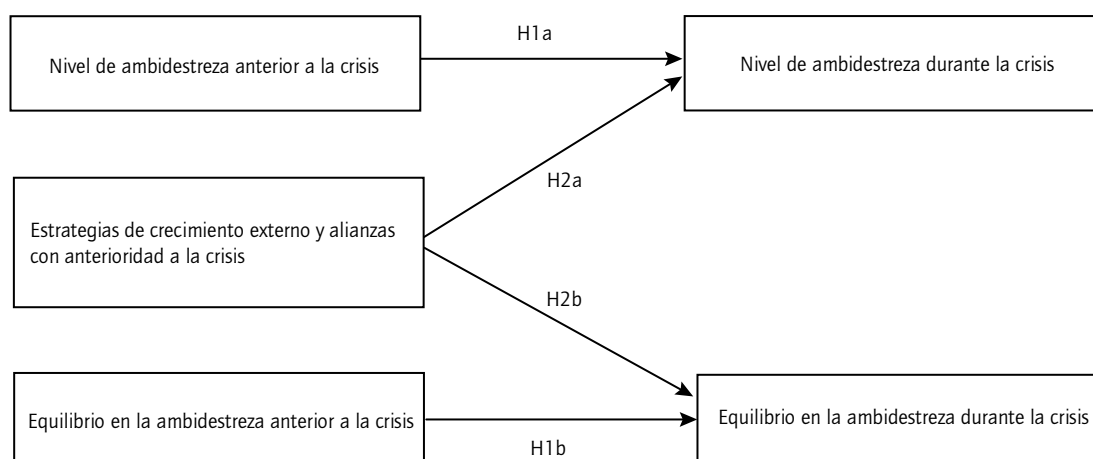 H1a
Nivel de ambidestreza anterior a la crisis
Nivel de ambidestreza durante la crisis
H2a
Estrategias de crecimiento externo y alianzas
con anterioridad a la crisis
H2b
Equilibrio en la ambidestreza anterior a la crisis
Equilibrio en la ambidestreza durante la crisis
H1b